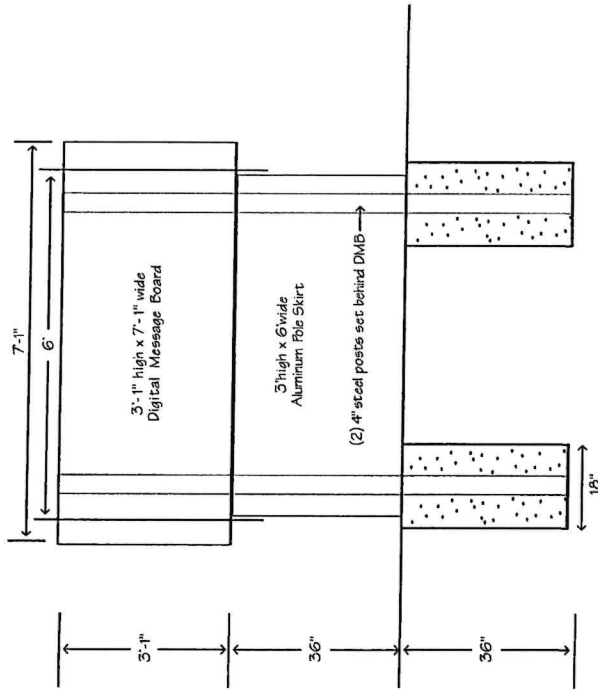 7'-1"
6'
3'-1" high x 7'-1" wide
Digital Message Board
3'high x 6'wide
Aluminum Pole Skirt
(2) 4" steel posts set behind DMB
18"
3'-1"
36"
36"